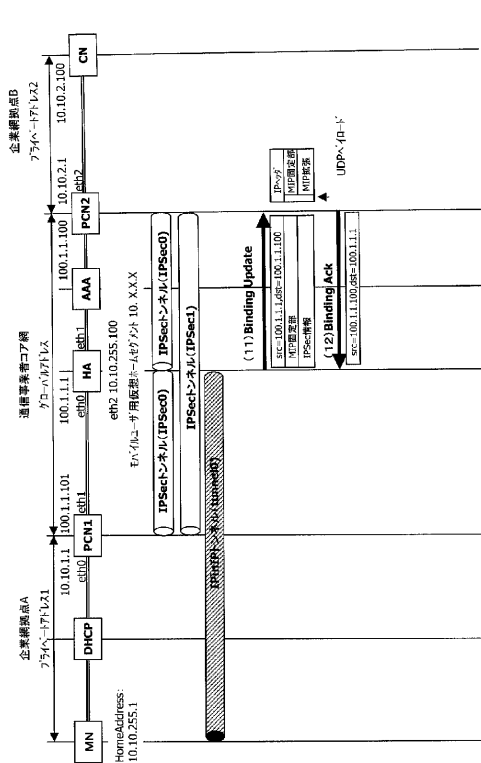 企業網拠点A
プライベートアドレス1
通信事業者コア網
グローバルアドレス
企業網拠点B
プライベートアドレス2
10.10.1.1
100.1.1.101
100.1.1.1
100.1.1.100
10.10.2.1
10.10.2.100
MN
DHCP
eth0
PCN1
eth1
eth0
HA
eth1
AAA
PCN2
eth2
CN
HomeAddress:
10.10.255.1
eth2 10.10.255.100
モバイルユーザ用仮想ホームセグメント 10. X.X.X
IPSecトンネル(IPSec0)
IPSecトンネル(IPSec0)
IPSecトンネル(IPSec1)
IPinIPトンネル(tunnel0)
(11)Binding Update
src=100.1.1.1,dst=100.1.1.100
MIP固定部
IPSec情報
IPヘッダ
MIP固定部
MIP拡張
UDPペイロード
(12)Binding Ack
src=100.1.1.100,dst=100.1.1.1